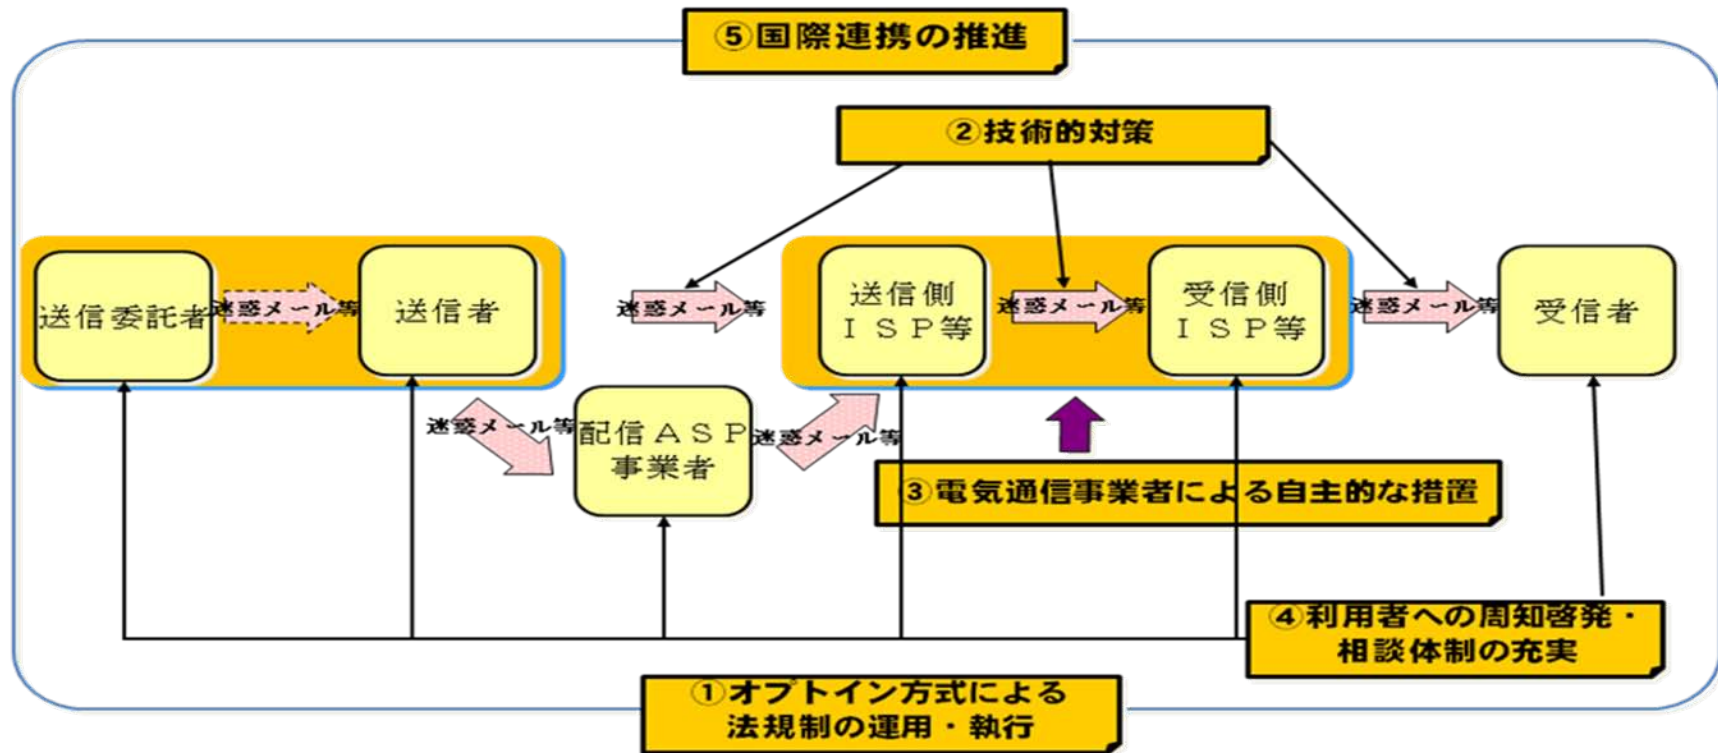 ⑤国際連携の推進
②技術的対策
送信委託者
迷惑メール等
送信者
迷惑メール等
送信側
ＩＳＰ等
迷惑メール等
受信側
ＩＳＰ等
迷惑メール等
受信者
迷惑メール等
配信ＡＳＰ
事業者
迷惑メール等
③電気通信事業者による自主的な措置
④利用者への周知啓発・
相談体制の充実
①オプトイン方式による
法規制の運用・執行